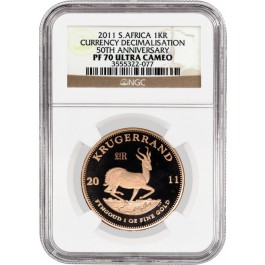 2011 S.AFRICA 1KR
CURRENCY DECIMALISATION
50TH ANNIVERSARY
PF 70 ULTRA CAMEO
3555322-077
NGC
KRUGERRAND
£R
20 11
FYNGOUD 1 OZ FINE GOLD